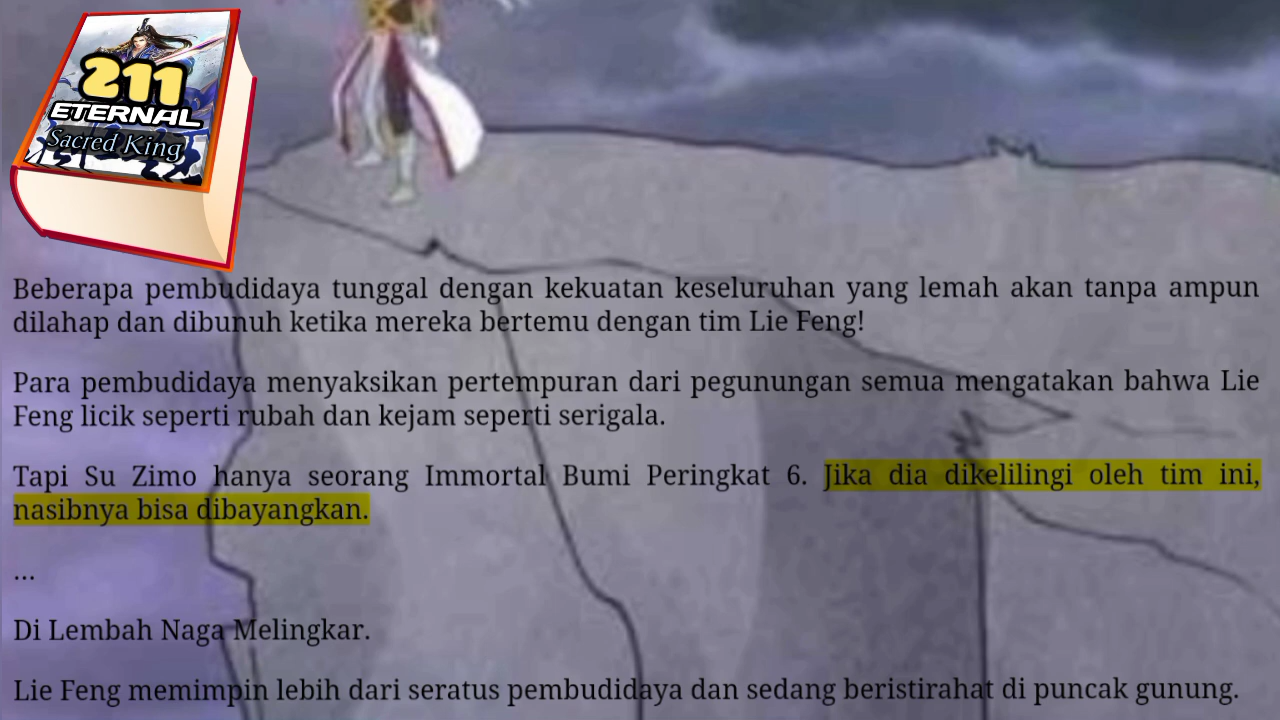 211
ETERNAL
Sacred King
Beberapa pembudidaya tunggal dengan kekuatan keseluruhan yang lemah akan tanpa ampun
dilahap dan dibunuh ketika mereka bertemu dengan tim Lie Feng!
Para pembudidaya menyaksikan pertempuran dari pegunungan semua mengatakan bahwa Lie
Feng licik seperti rubah dan kejam seperti serigala.
Tapi Su Zimo hanya seorang Immortal Bumi Peringkat 6. Jika dia dikelilingi oleh tim ini,
nasibnya bisa dibayangkan.
...
Di Lembah Naga Melingkar.
Lie Feng memimpin lebih dari seratus pembudidaya dan sedang beristirahat di puncak gunung.